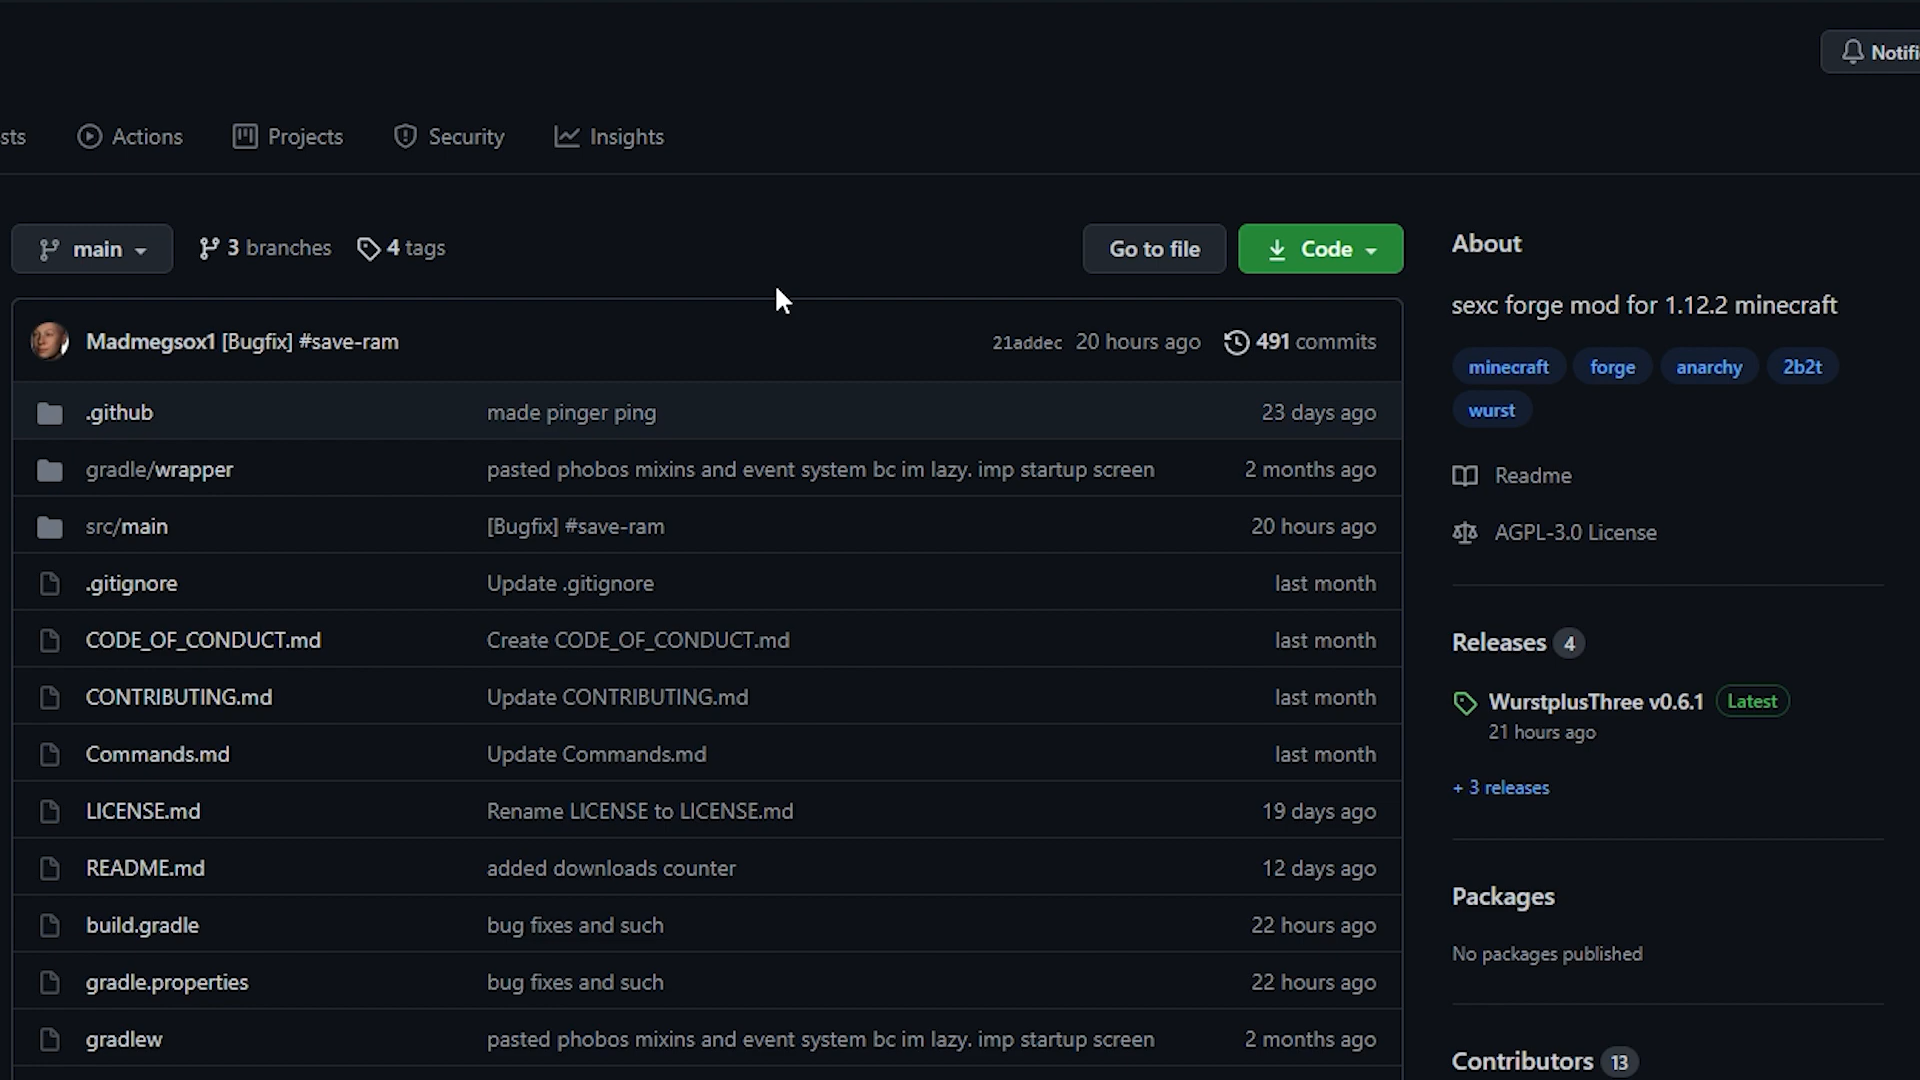 Notifi
sts Actions Projects Security Insights
main 3 branches 4 tags Go to file Code
Madmegsox1 [Bugfix] #save-ram 21addec 20 hours ago 491 commits
.github made pinger ping 23 days ago
gradle/wrapper pasted phobos mixins and event system bc im lazy. imp startup screen 2 months ago
src/main [Bugfix] #save-ram 20 hours ago
.gitignore Update .gitignore last month
CODE_OF_CONDUCT.md Create CODE_OF_CONDUCT.md last month
CONTRIBUTING.md Update CONTRIBUTING.md last month
Commands.md Update Commands.md last month
LICENSE.md Rename LICENSE to LICENSE.md 19 days ago
README.md added downloads counter 12 days ago
build.gradle bug fixes and such 22 hours ago
gradle.properties bug fixes and such 22 hours ago
gradlew pasted phobos mixins and event system bc im lazy. imp startup screen 2 months ago
About
sexc forge mod for 1.12.2 minecraft
minecraft forge anarchy 2b2t
wurst
Readme
AGPL-3.0 License
Releases 4
WurstplusThree v0.6.1 Latest
21 hours ago
+ 3 releases
Packages
No packages published
Contributors 13